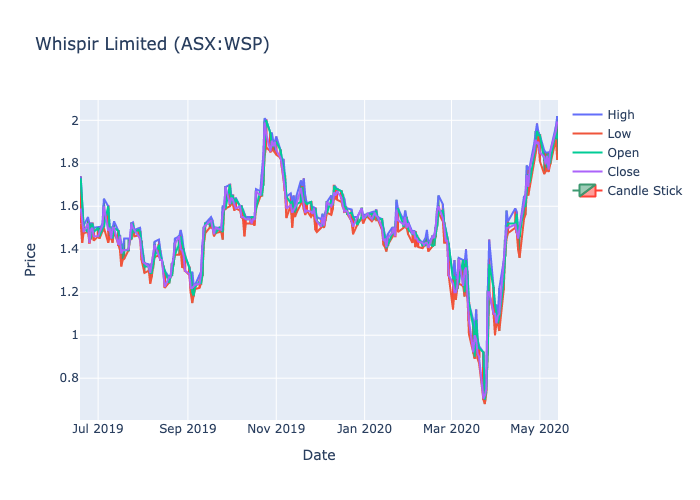 Whispir Limited (ASX:WSP)
High
Low
Open
Close
Candle Stick
Price
2
1.8
1.6
1.4
1.2
1
0.8
Jul 2019 Sep 2019 Nov 2019 Jan 2020 Mar 2020 May 2020
Date